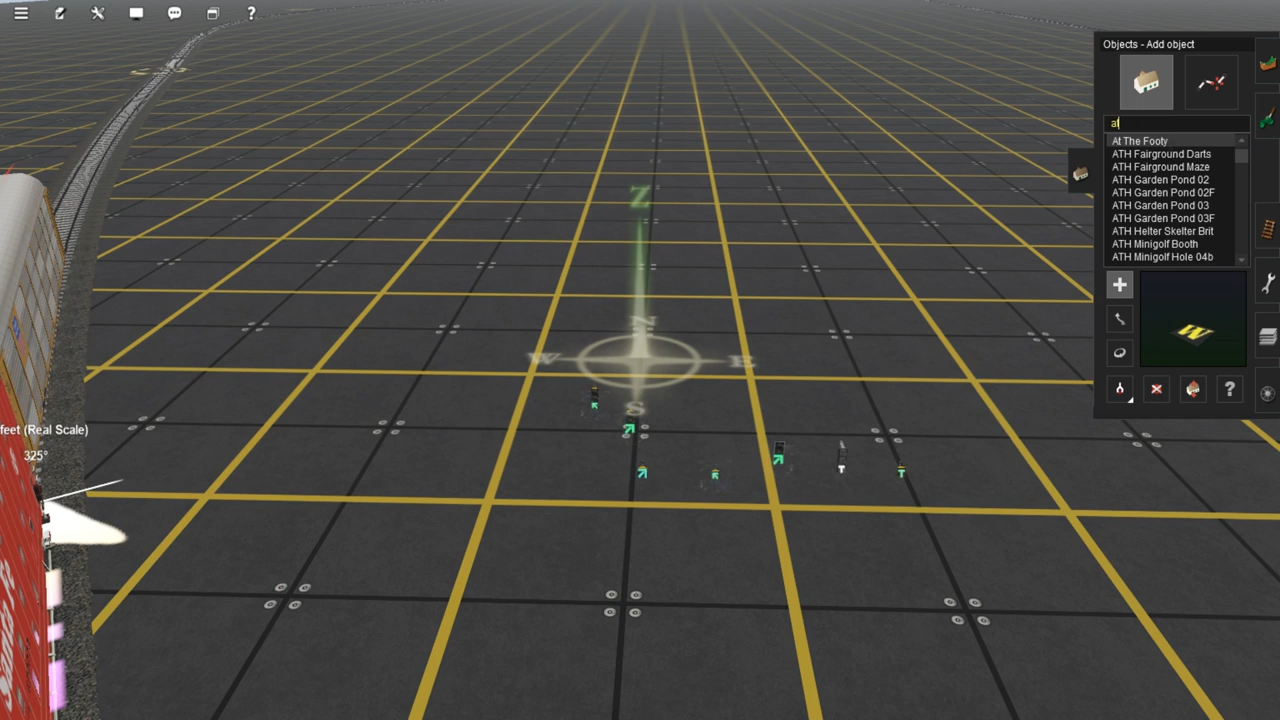 ?
Objects - Add object
at
At The Footy
ATH Fairground Darts
ATH Fairground Maze
ATH Garden Pond 02
ATH Garden Pond 02F
ATH Garden Pond 03
ATH Garden Pond 03F
ATH Helter Skelter Brit
ATH Minigolf Booth
ATH Minigolf Hole 04b
W
?
Z
N
W
E
S
feet (Real Scale)
325°